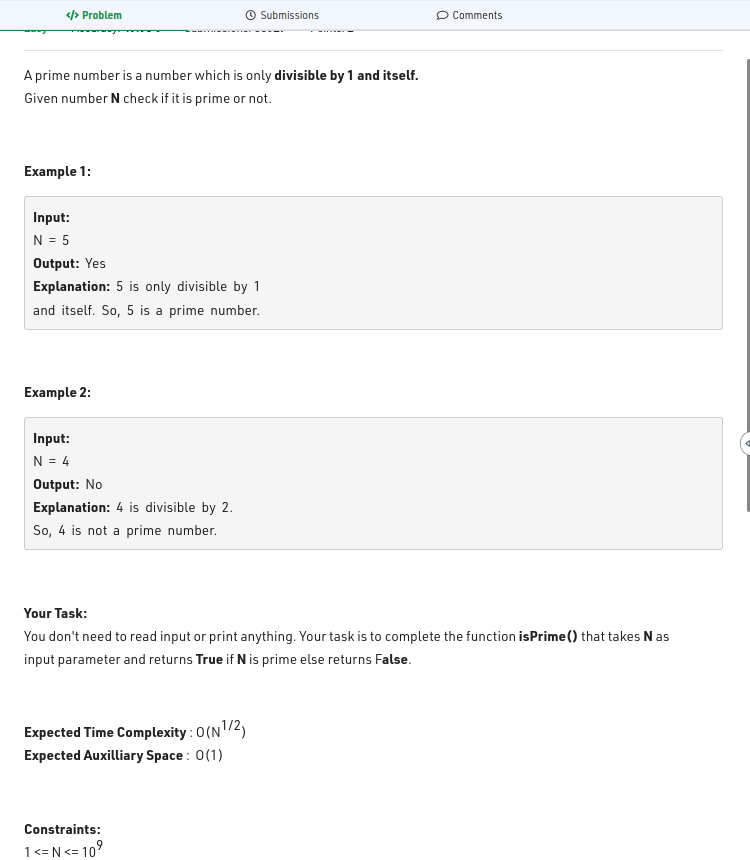 </> Problem Submissions Comments
A prime number is a number which is only divisible by 1 and itself.
Given number N check if it is prime or not.
Example 1:
Input:
N = 5
Output: Yes
Explanation: 5 is only divisible by 1
and itself. So, 5 is a prime number.
Example 2:
Input:
N = 4
Output: No
Explanation: 4 is divisible by 2.
So, 4 is not a prime number.
Your Task:
You don't need to read input or print anything. Your task is to complete the function isPrime() that takes N as
input parameter and returns True if N is prime else returns False.
Expected Time Complexity : O(N^1/2)
Expected Auxilliary Space :  O(1)
Constraints:
1 <= N <= 10^9